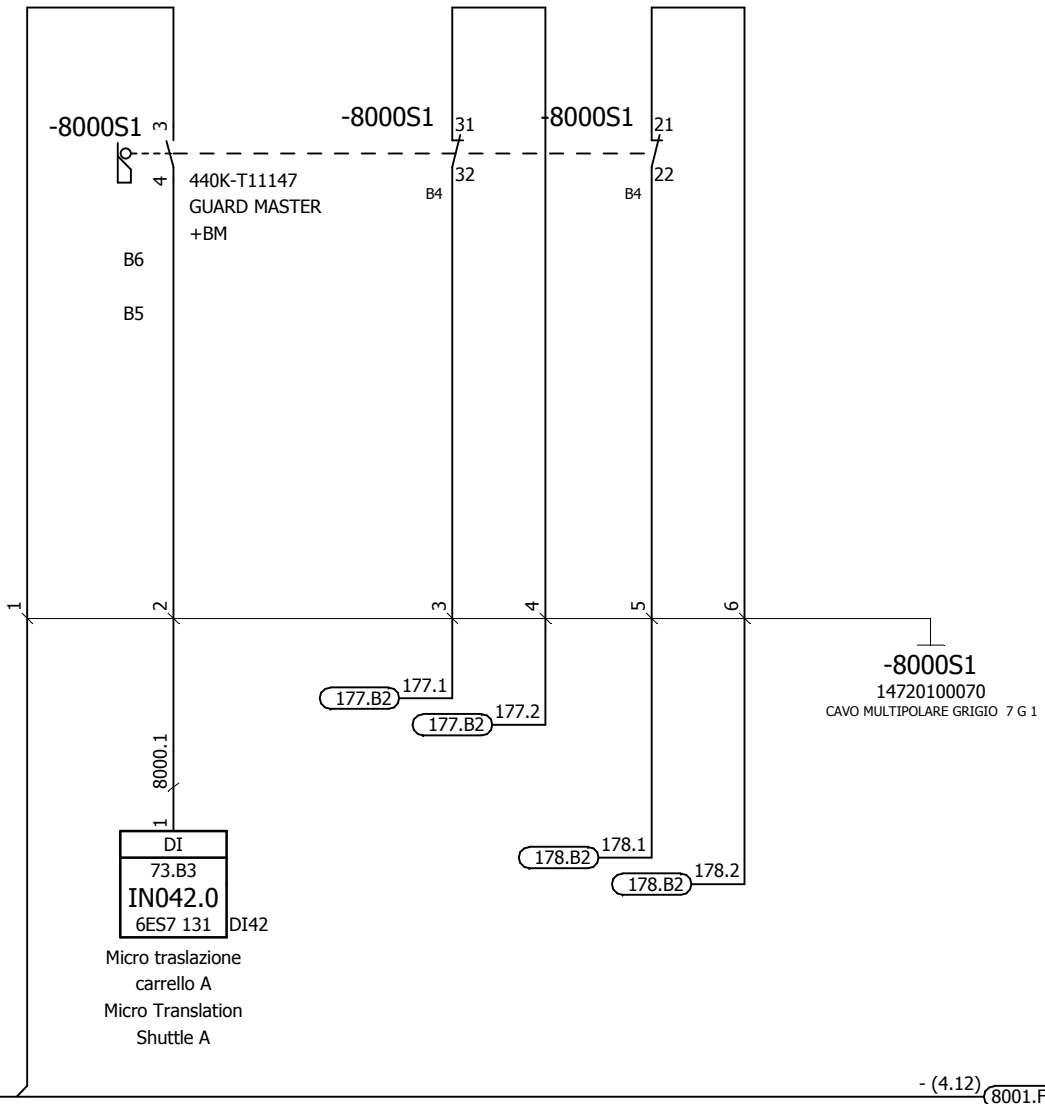 -8000S1
3
4
440K-T11147
GUARD MASTER
+BM
B6
B5
-8000S1
31
32
B4
-8000S1
21
22
B4
1
2
3
4
5
6
-8000S1
14720100070
CAVO MULTIPOLARE GRIGIO 7 G 1
177.B2
177.1
177.B2
177.2
178.B2
178.1
178.B2
178.2
8000.1
1
DI
73.B3
IN042.0
6ES7 131
DI42
Micro traslazione
carrello A
Micro Translation
Shuttle A
- (4.12)
8001.F